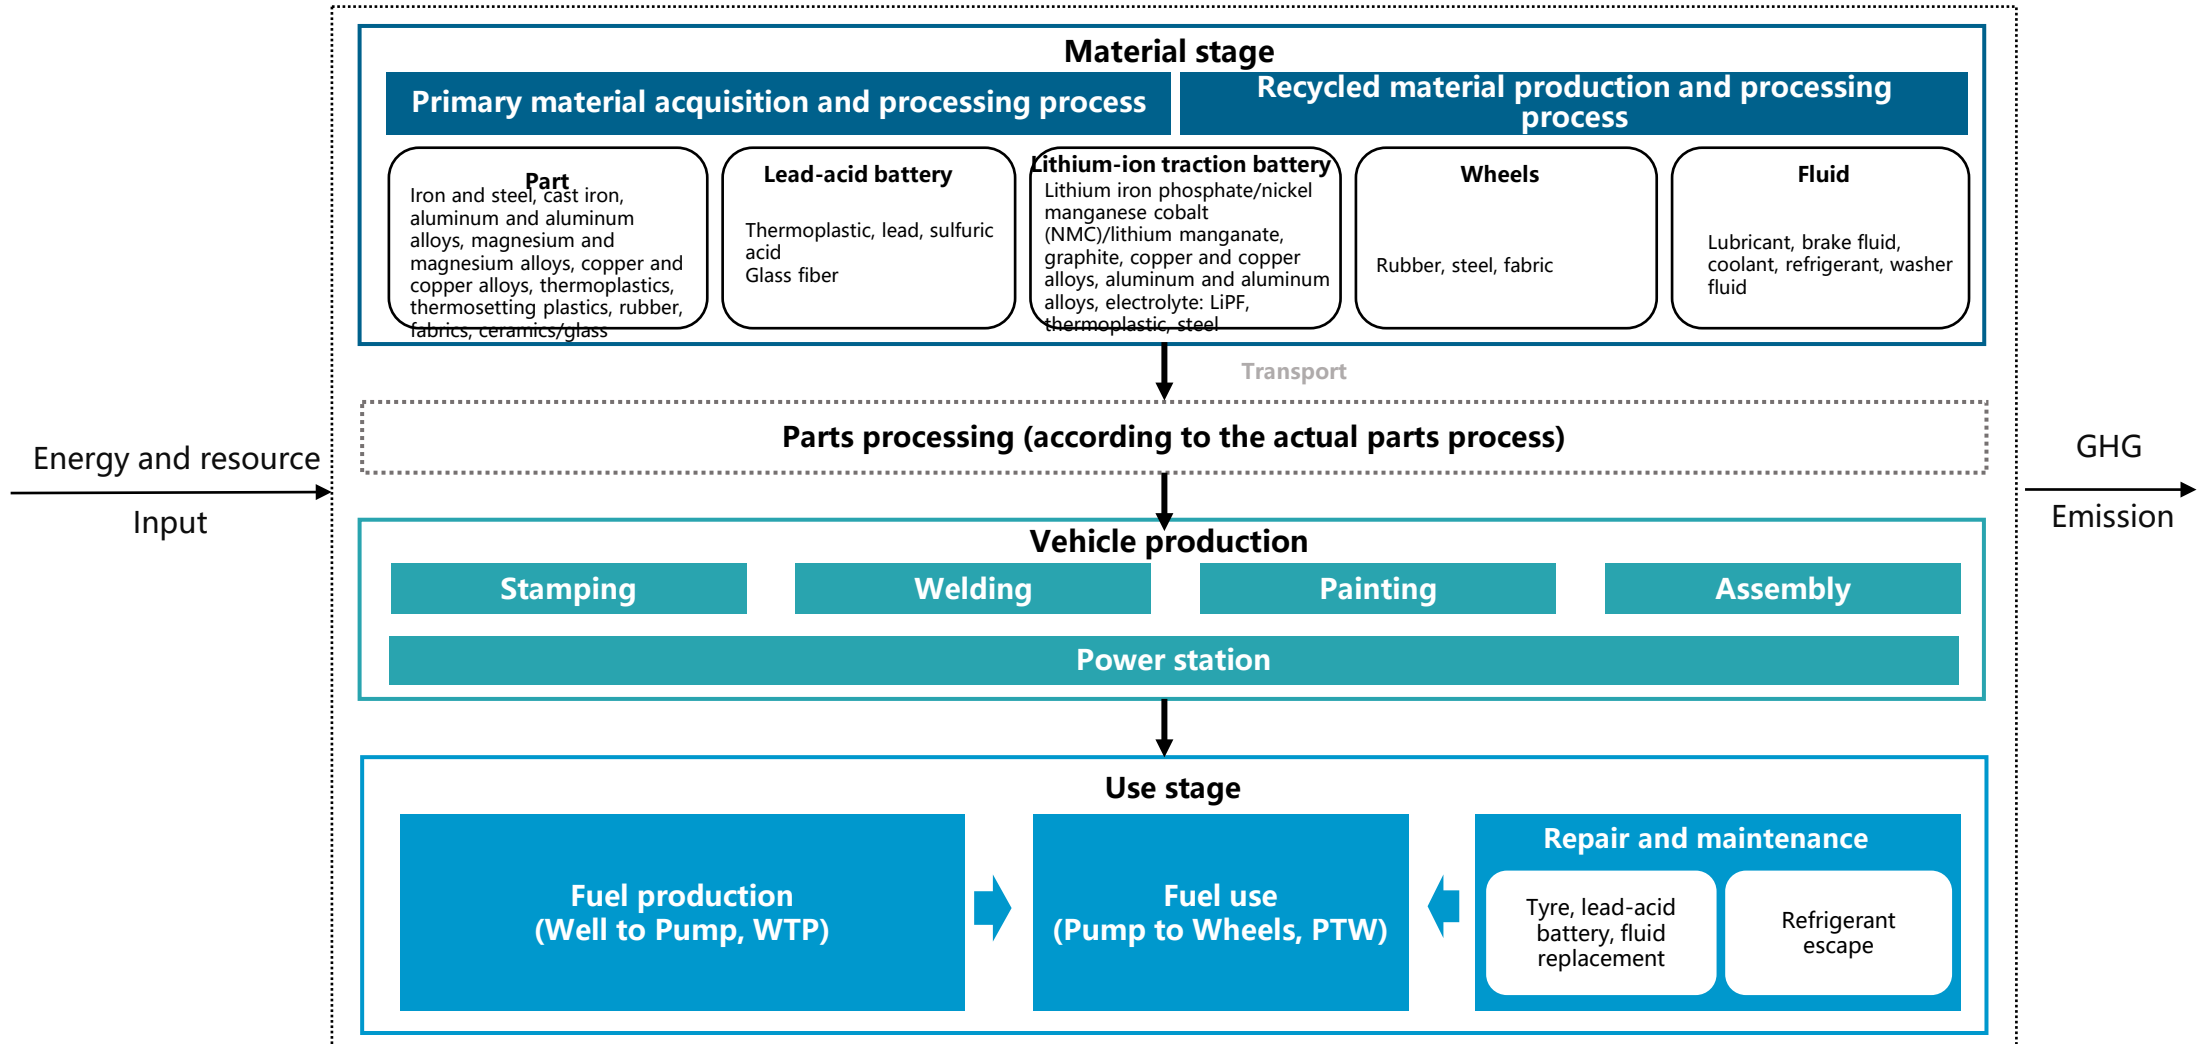 Material stage
Primary material acquisition and processing process
Recycled material production and processing
process
Part
Iron and steel, cast iron,
aluminum and aluminum
alloys, magnesium and
magnesium alloys, copper and
copper alloys, thermoplastics,
thermosetting plastics, rubber,
fabrics, ceramics/glass
Lead-acid battery
Thermoplastic, lead, sulfuric
acid
Glass fiber
Lithium-ion traction battery
Lithium iron phosphate/nickel
manganese cobalt
(NMC)/lithium manganate,
graphite, copper and copper
alloys, aluminum and aluminum
alloys, electrolyte: LiPF,
thermoplastic, steel
Wheels
Rubber, steel, fabric
Fluid
Lubricant, brake fluid,
coolant, refrigerant, washer
fluid
Transport
Parts processing (according to the actual parts process)
Energy and resource
Input
GHG
Emission
Vehicle production
Stamping
Welding
Painting
Assembly
Power station
Use stage
Fuel production
(Well to Pump, WTP)
Fuel use
(Pump to Wheels, PTW)
Repair and maintenance
Tyre, lead-acid
battery, fluid
replacement
Refrigerant
escape